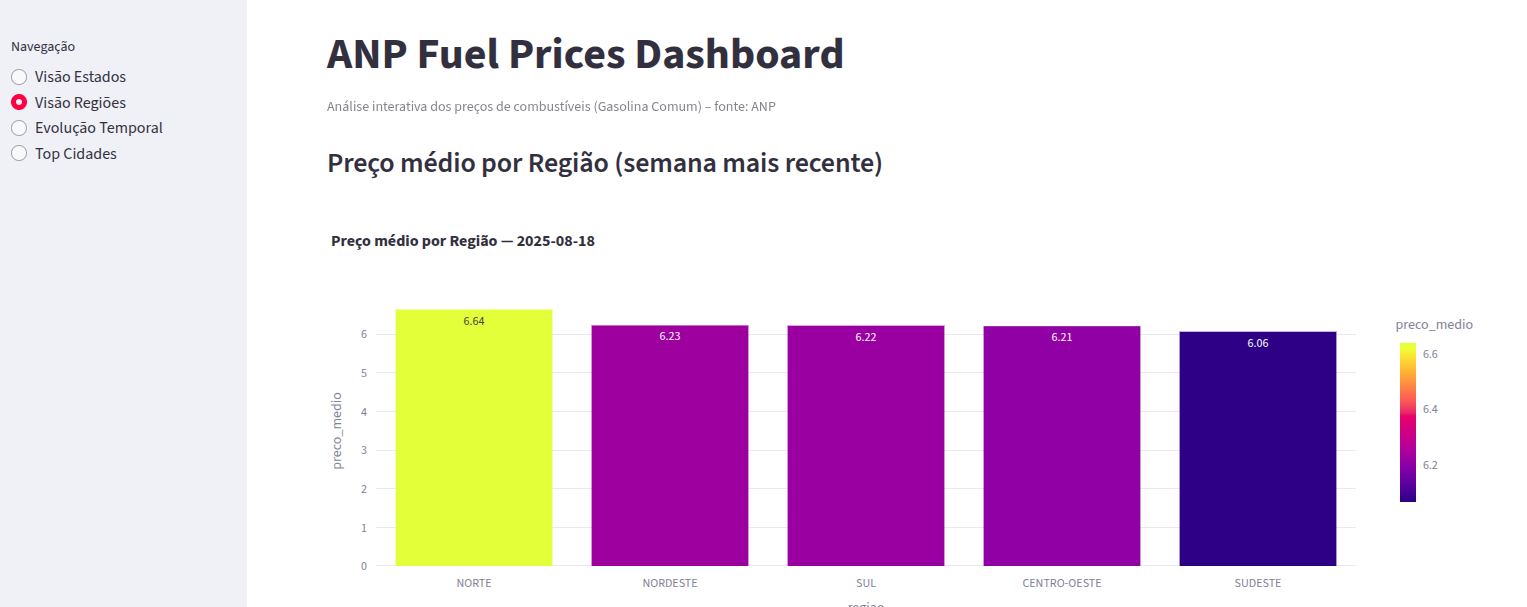 Navegação
Visão Estados
Visão Regiões
Evolução Temporal
Top Cidades
ANP Fuel Prices Dashboard
Análise interativa dos preços de combustíveis (Gasolina Comum) – fonte: ANP
Preço médio por Região (semana mais recente)
Preço médio por Região — 2025-08-18
preco_medio
6
5
4
3
2
1
0
6.64
6.23
6.22
6.21
6.06
NORTE
NORDESTE
SUL
CENTRO-OESTE
SUDESTE
regiao
preco_medio
6.6
6.4
6.2